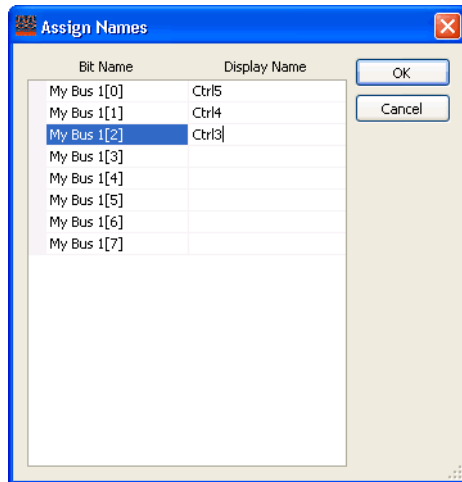 Assign Names
Bit Name Display Name
My Bus 1[0] Ctrl5
My Bus 1[1] Ctrl4
My Bus 1[2] Ctrl3
My Bus 1[3]
My Bus 1[4]
My Bus 1[5]
My Bus 1[6]
My Bus 1[7]
OK
Cancel